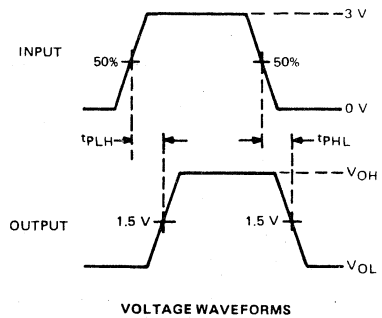 3 V
INPUT
50%
50%
0 V
tPLH
tPHL
VOH
OUTPUT
1.5 V
1.5 V
VOL
VOLTAGE WAVEFORMS